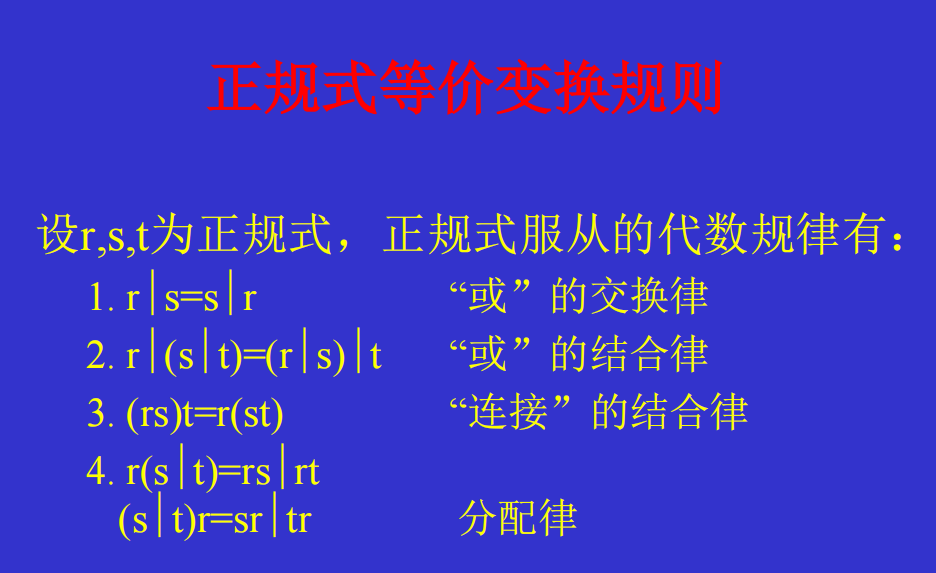 正规式等价变换规则
设r,s,t为正规式，正规式服从的代数规律有：
1. r|s=s|r “或”的交换律
2. r|(s|t)=(r|s)|t “或”的结合律
3. (rs)t=r(st) “连接”的结合律
4. r(s|t)=rs|rt
(s|t)r=sr|tr 分配律